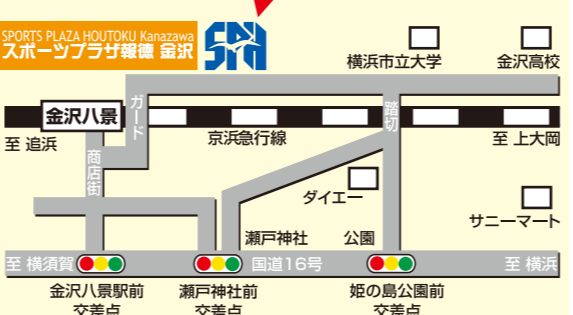 SPORTS PLAZA HOUTOKU Kanazawa
スポーツプラザ報徳 金沢
横浜市立大学
金沢高校
ガード
踏切
金沢八景
京浜急行線
至 追浜
至 上大岡
商店街
ダイエー
サニーマート
瀬戸神社
公園
至 横須賀
国道16号
至 横浜
金沢八景駅前
交差点
瀬戸神社前
交差点
姫の島公園前
交差点